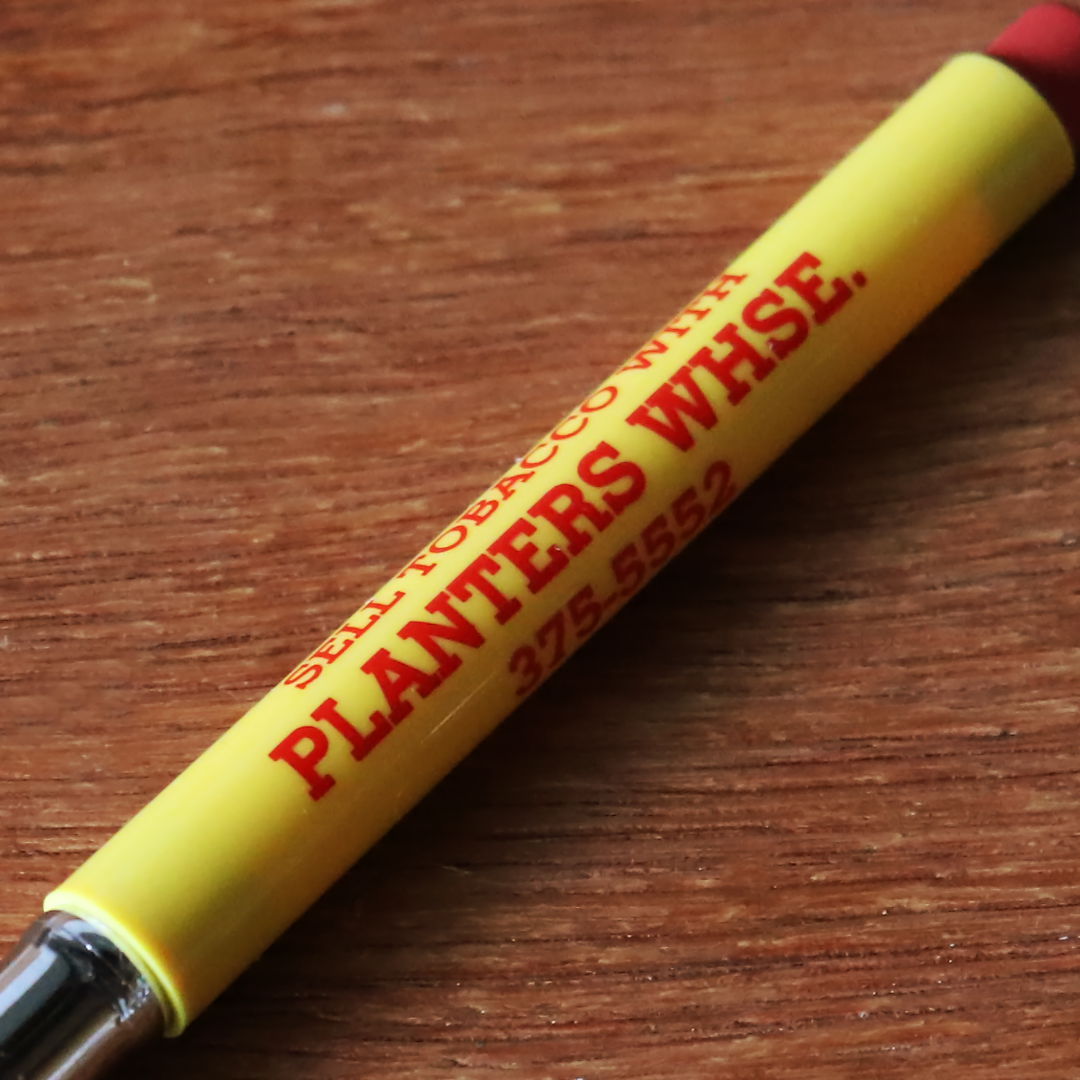 SELL TOBACCO WITH
PLANTERS WHSE.
375-5552